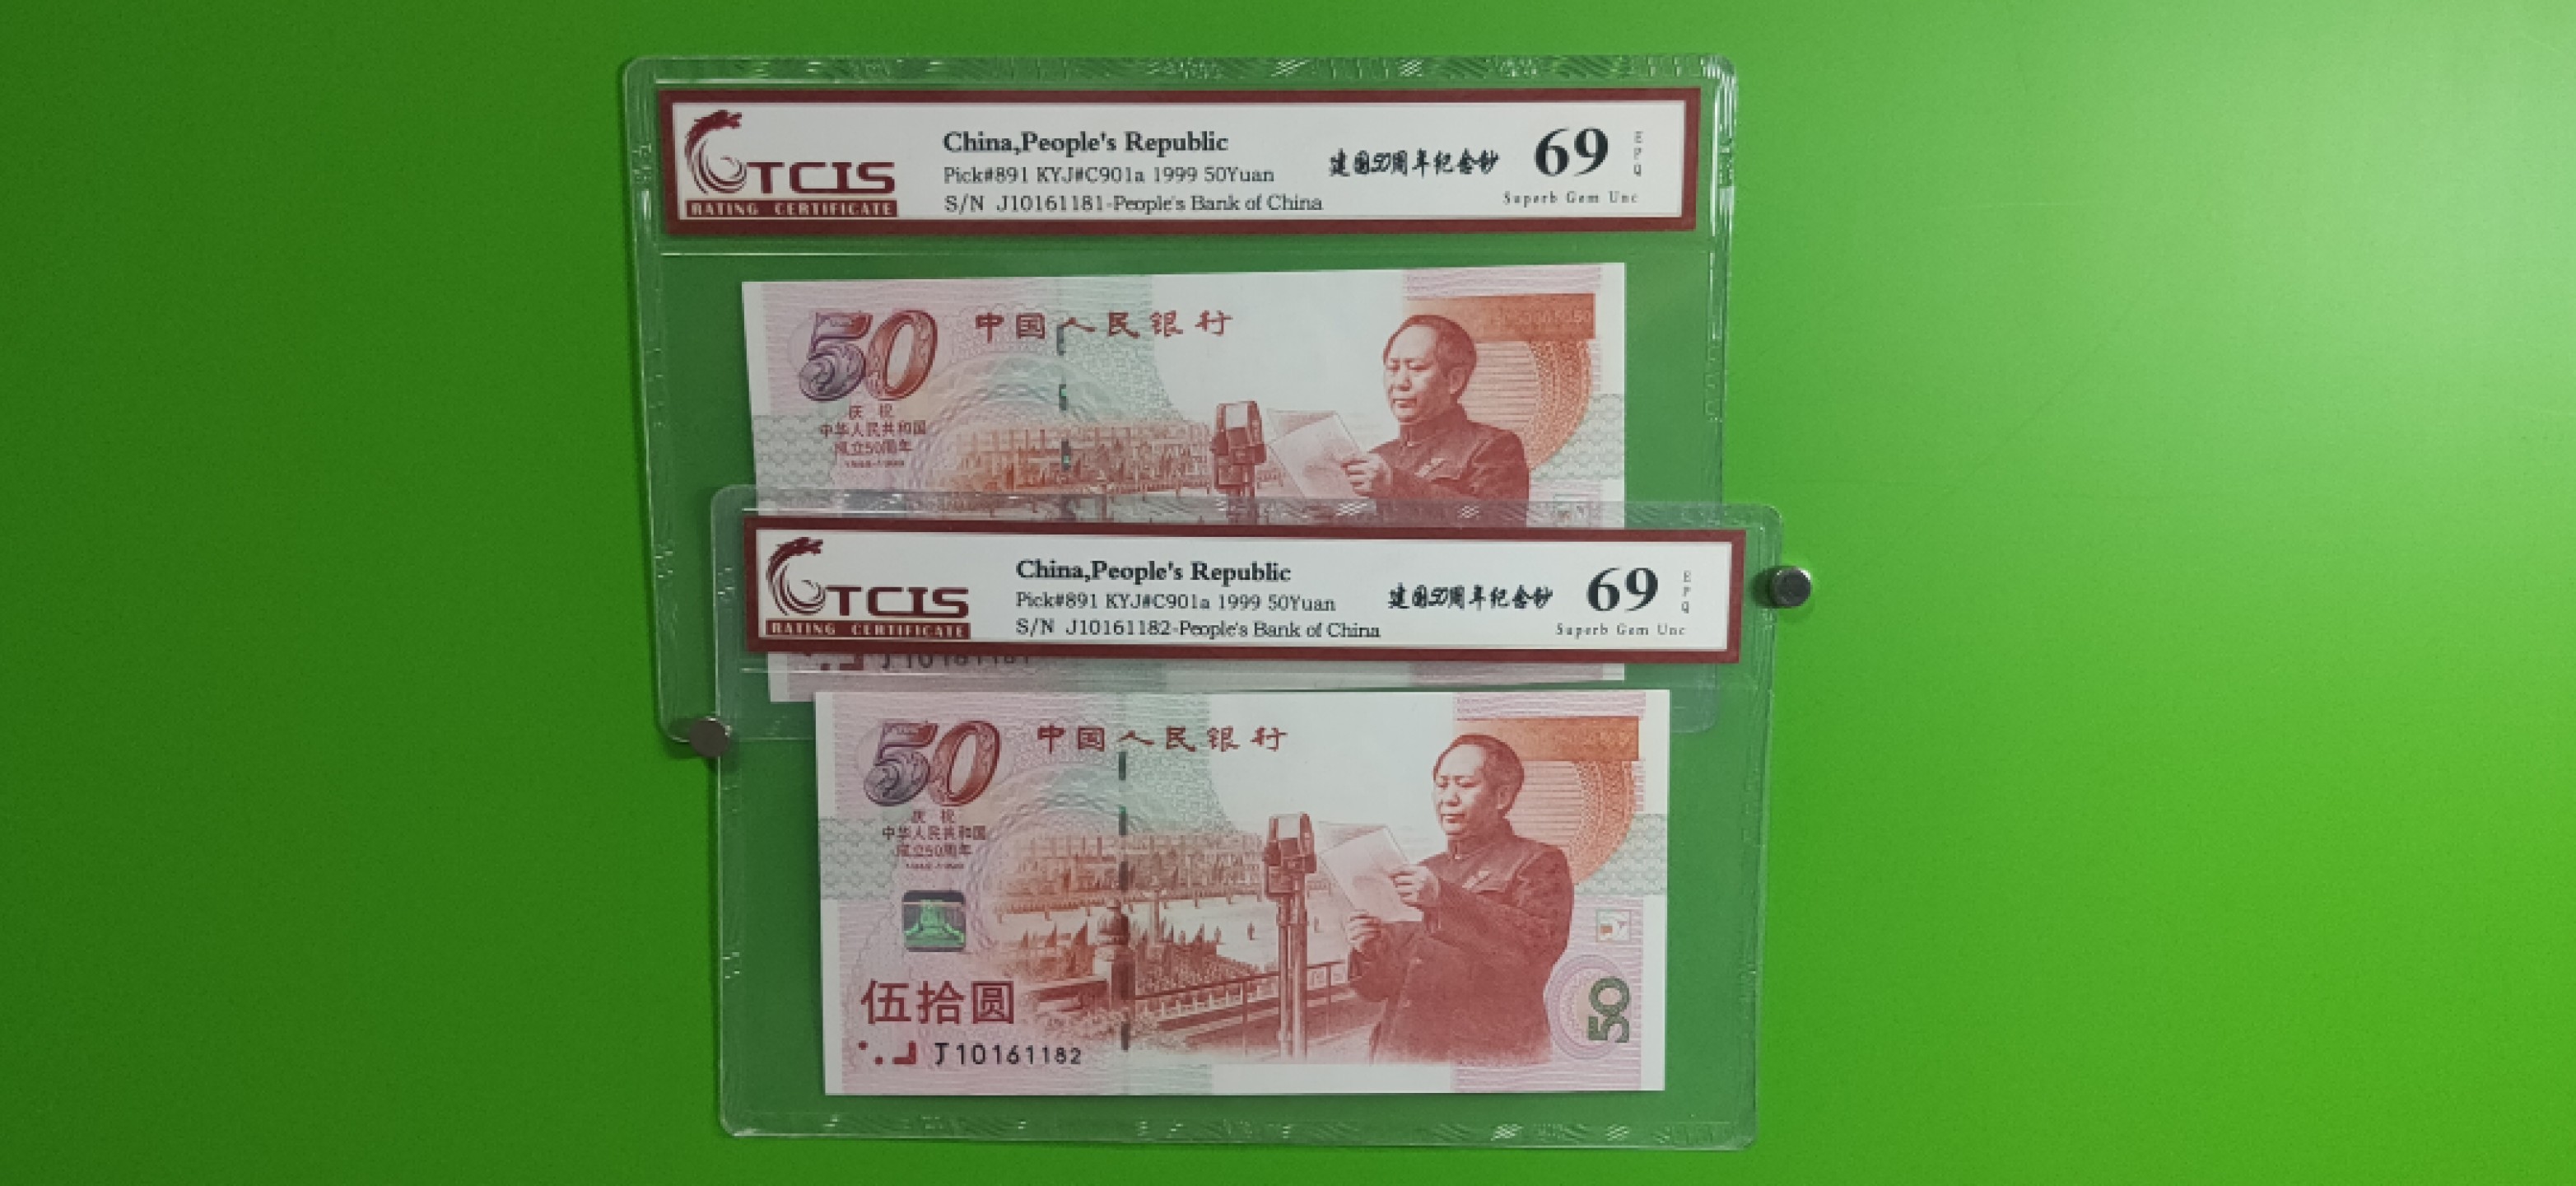 TCIS
RATING CERTIFICATE
China,People's Republic
Pick#891 KYJ#C901a 1999 50Yuan
S/N J10161181-People's Bank of China
建国50周年纪念钞
69
EPQ
Superb Gem Unc
50
中国人民银行
庆祝
中华人民共和国
成立50周年
1949-1999
TCIS
RATING CERTIFICATE
China,People's Republic
Pick#891 KYJ#C901a 1999 50Yuan
S/N J10161182-People's Bank of China
建国50周年纪念钞
69
EPQ
Superb Gem Unc
J10161181
50
中国人民银行
庆祝
中华人民共和国
成立50周年
1949-1999
伍拾圆
J10161182
50